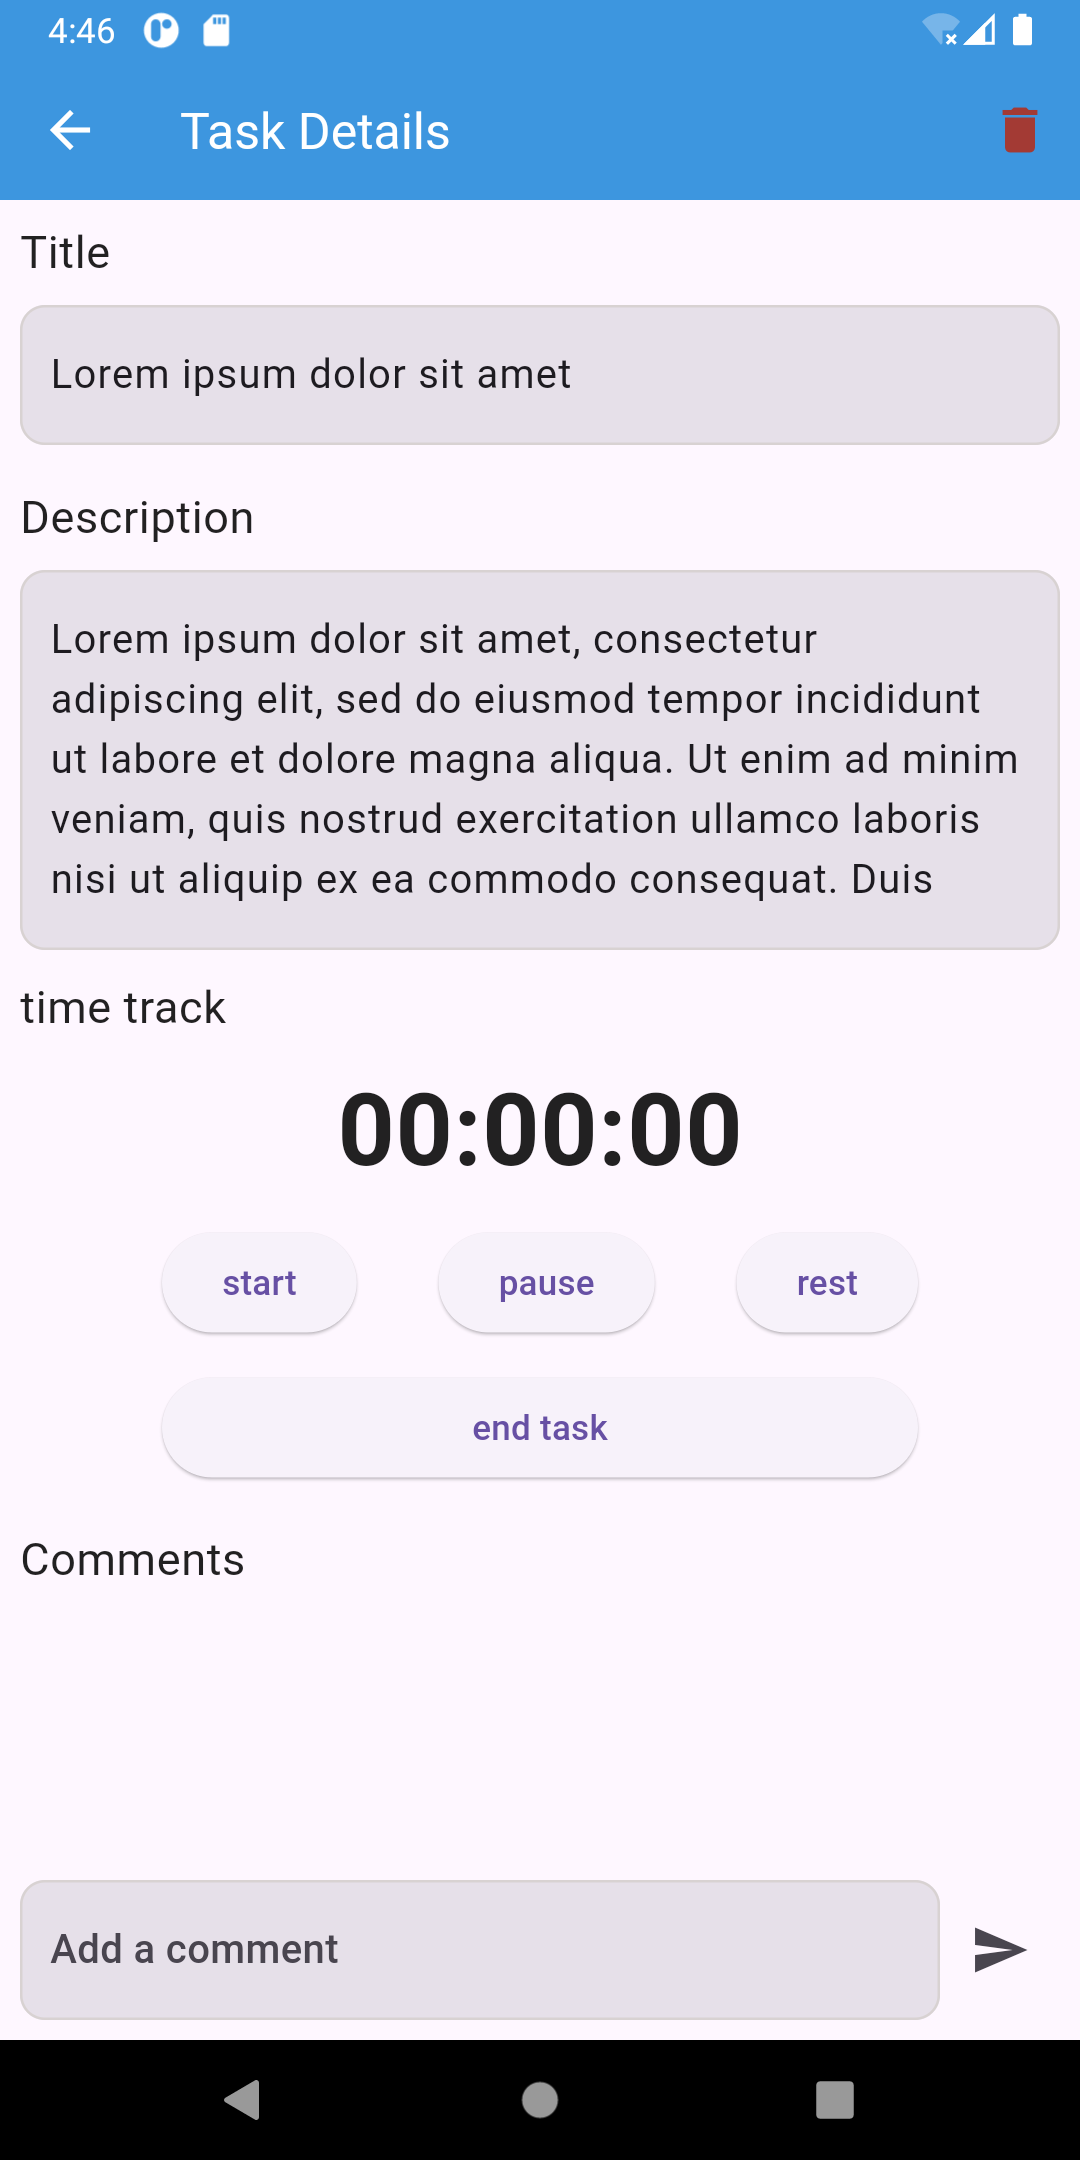 4:46
Task Details
Title
Lorem ipsum dolor sit amet
Description
Lorem ipsum dolor sit amet, consectetur
adipiscing elit, sed do eiusmod tempor incididunt
ut labore et dolore magna aliqua. Ut enim ad minim
veniam, quis nostrud exercitation ullamco laboris
nisi ut aliquip ex ea commodo consequat. Duis
time track
00:00:00
start pause rest
end task
Comments
Add a comment